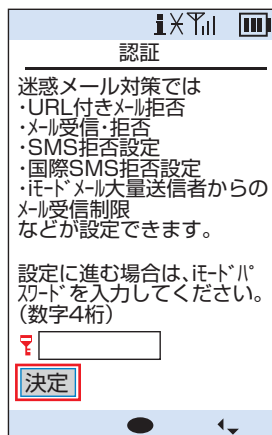 認証
迷惑メール対策では
・URL付きﾒｰﾙ拒否
・ﾒｰﾙ受信・拒否
・SMS拒否設定
・国際SMS拒否設定
・iﾓｰﾄﾞﾒｰﾙ大量送信者からの
ﾒｰﾙ受信制限
などが設定できます。
設定に進む場合は、iﾓｰﾄﾞﾊﾟ
ｽﾜｰﾄﾞを入力してください。
(数字4桁)
決定